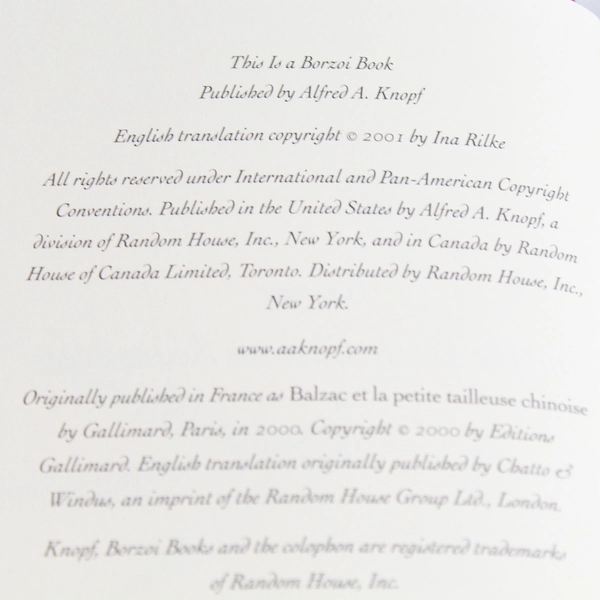 This Is a Borzoi Book
Published by Alfred A. Knopf
English translation copyright © 2001 by Ina Rilke
All rights reserved under International and Pan-American Copyright
Conventions. Published in the United States by Alfred A. Knopf, a
division of Random House, Inc., New York, and in Canada by Random
House of Canada Limited, Toronto. Distributed by Random House, Inc.,
New York.
www.aaknopf.com
Originally published in France as Balzac et la petite tailleuse chinoise
by Gallimard, Paris, in 2000. Copyright © 2000 by Editions
Gallimard. English translation originally published by Chatto &
Windus, an imprint of the Random House Group Ltd., London.
Knopf, Borzoi Books and the colophon are registered trademarks
of Random House, Inc.